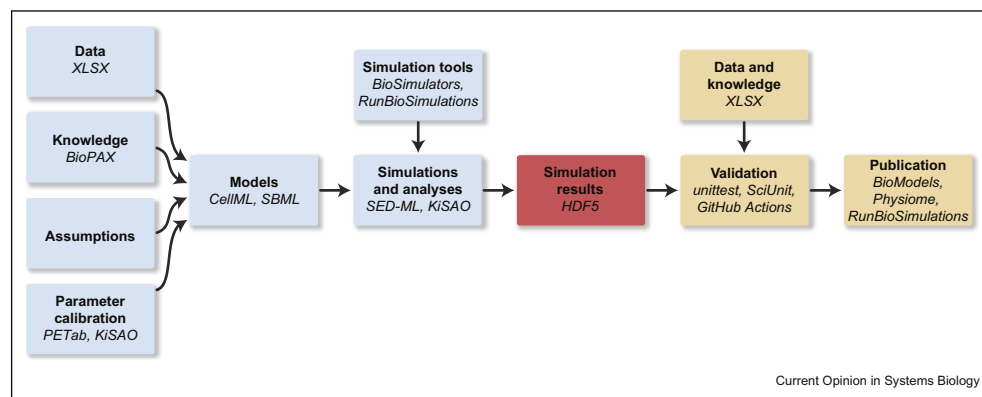 Data
XLSX
Knowledge
BioPAX
Assumptions
Parameter
calibration
PETab, KiSAO
Models
CellML, SBML
Simulation tools
BioSimulators,
RunBioSimulations
Simulations
and analyses
SED-ML, KiSAO
Simulation
results
HDF5
Data and
knowledge
XLSX
Validation
unittest, SciUnit,
GitHub Actions
Publication
BioModels,
Physiome,
RunBioSimulations
Current Opinion in Systems Biology